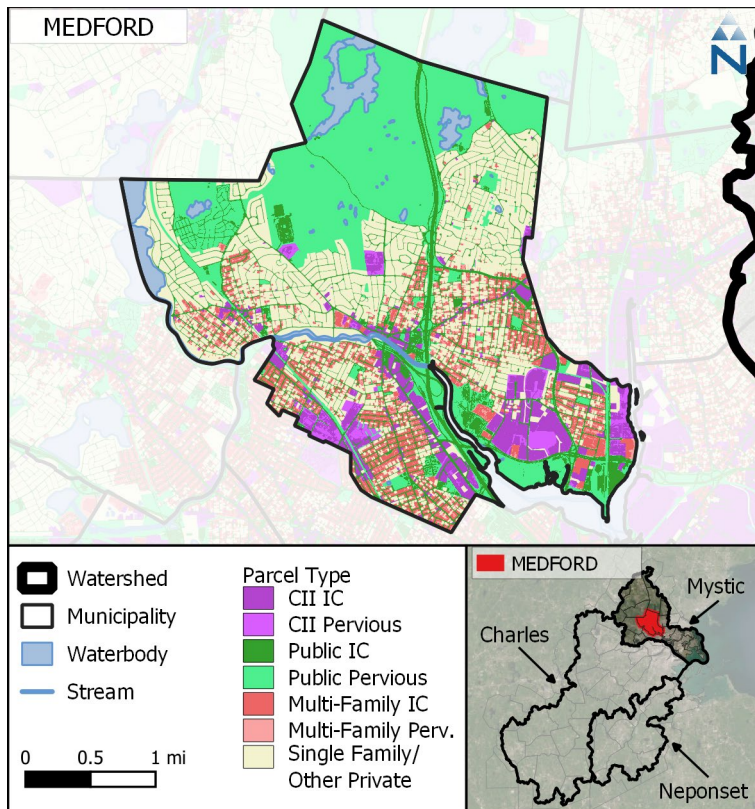 MEDFORD
N
Watershed
Municipality
Waterbody
Stream
0 0.5 1 mi
Parcel Type
CII IC
CII Pervious
Public IC
Public Pervious
Multi-Family IC
Multi-Family Perv.
Single Family/
Other Private
MEDFORD
Mystic
Charles
Neponset